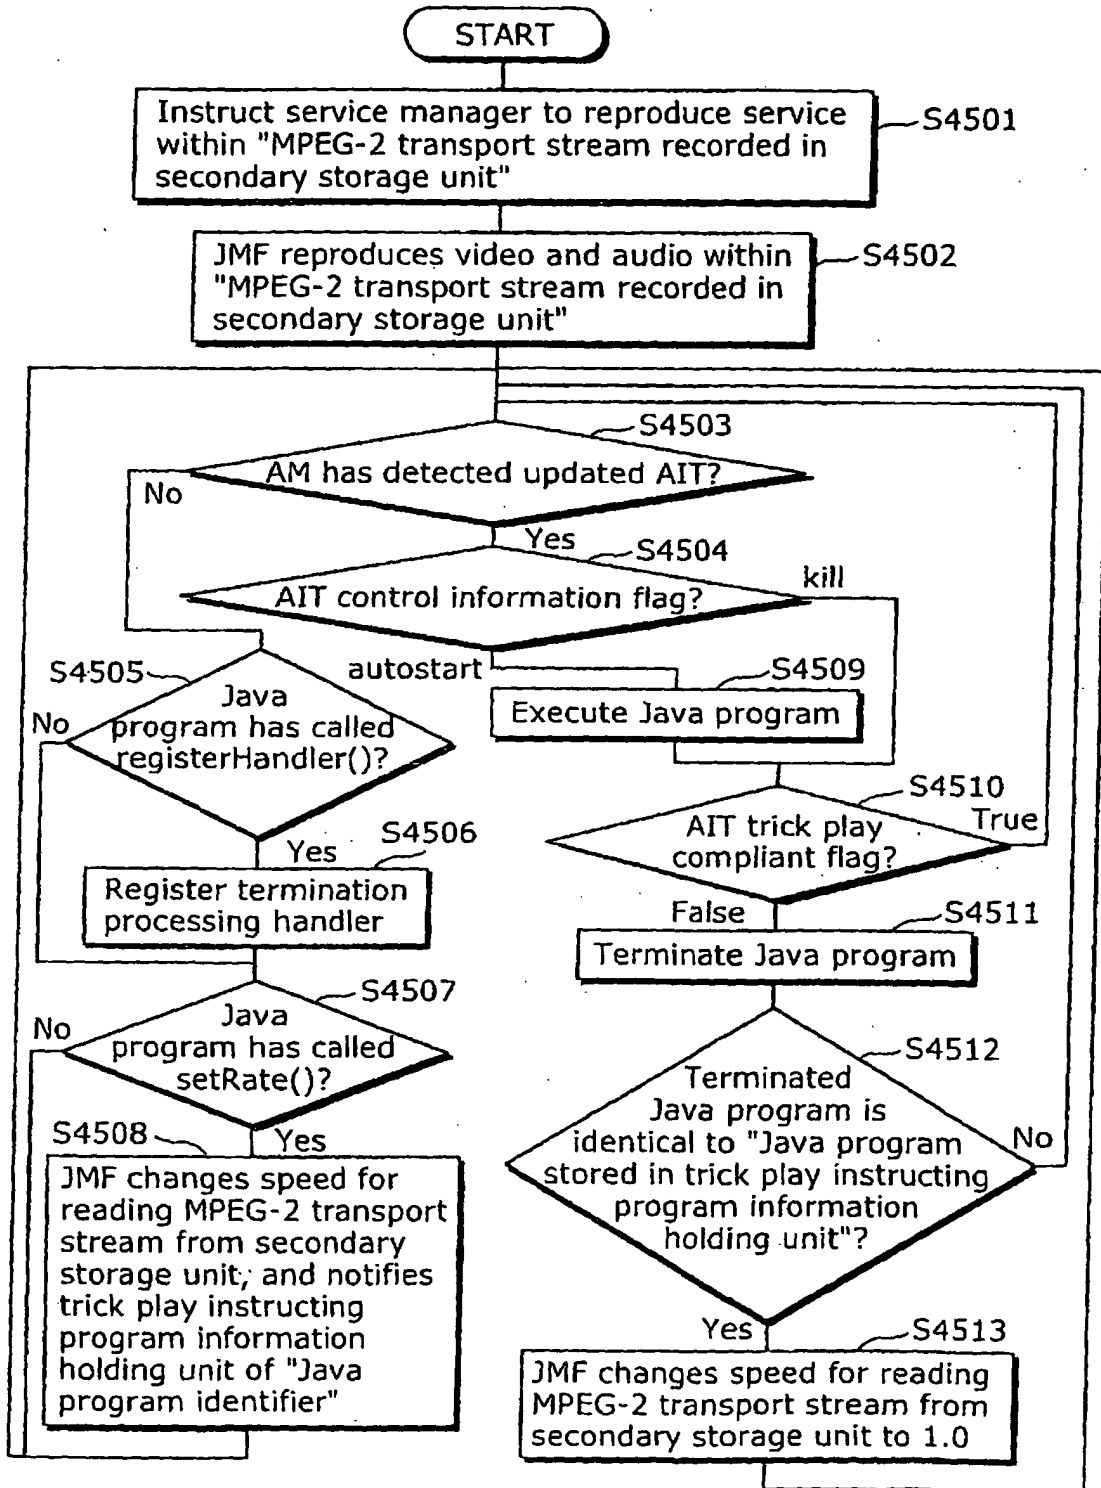 START
Instruct service manager to reproduce service
within "MPEG-2 transport stream recorded in
secondary storage unit"
S4501
JMF reproduces video and audio within
"MPEG-2 transport stream recorded in
secondary storage unit"
S4502
S4503
AM has detected updated AIT?
No
Yes
S4504
AIT control information flag?
kill
autostart
S4505
Java
program has called
registerHandler()?
No
S4509
Execute Java program
S4510
AIT trick play
compliant flag?
True
S4506
Yes
Register termination
processing handler
False
S4511
Terminate Java program
S4507
Java
program has called
setRate()?
No
S4512
Terminated
Java program is
identical to "Java program
stored in trick play instructing
program information
holding unit"?
No
S4508
Yes
JMF changes speed for
reading MPEG-2 transport
stream from secondary
storage unit, and notifies
trick play instructing
program information
holding unit of "Java
program identifier"
Yes
S4513
JMF changes speed for reading
MPEG-2 transport stream from
secondary storage unit to 1.0